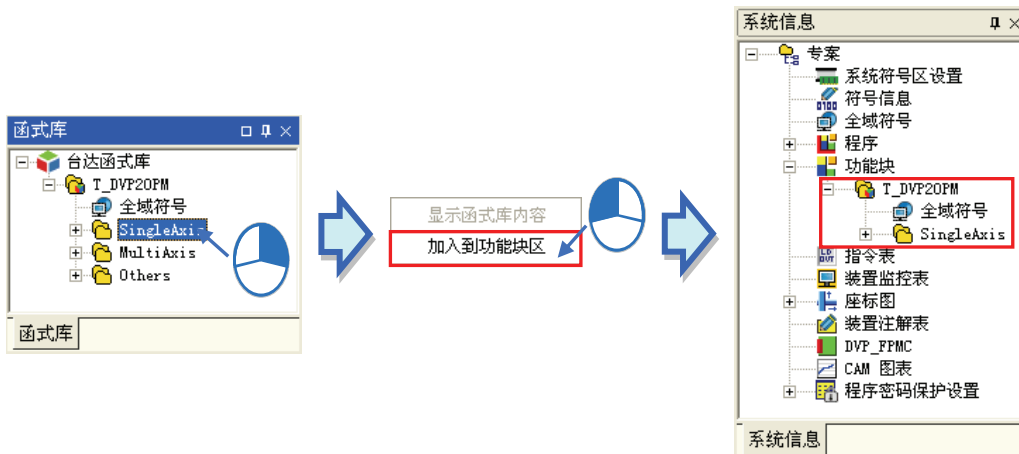 函式库
台达函式库
T_DVP20PM
全域符号
SingleAxis
MultiAxis
Others
函式库
显示函式库内容
加入到功能块区
系统信息
专案
系统符号区设置
符号信息
全域符号
程序
功能块
T_DVP20PM
全域符号
SingleAxis
指令表
装置监控表
座标图
装置注解表
DVP_FPMC
CAM 图表
程序密码保护设置
系统信息